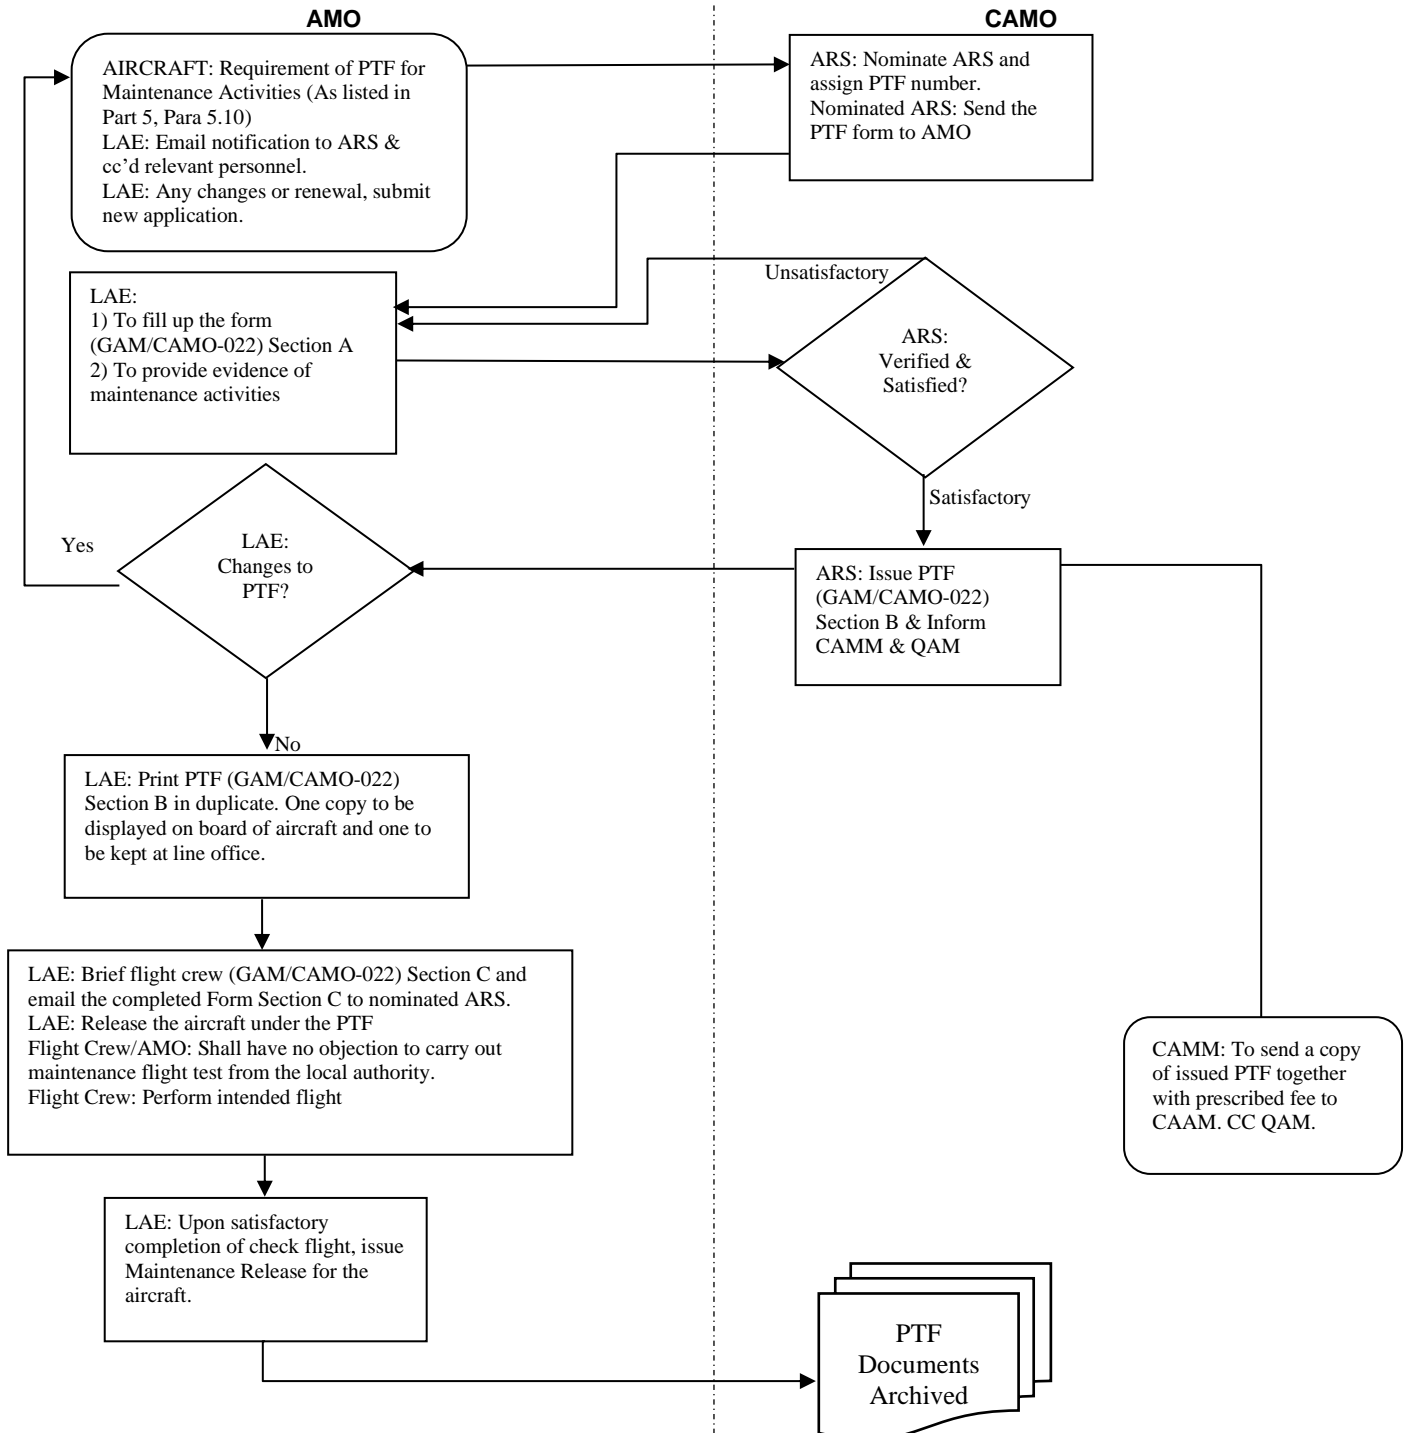 AMO
CAMO
AIRCRAFT: Requirement of PTF for
Maintenance Activities (As listed in
Part 5, Para 5.10)
LAE: Email notification to ARS &
cc’d relevant personnel.
LAE: Any changes or renewal, submit
new application.
ARS: Nominate ARS and
assign PTF number.
Nominated ARS: Send the
PTF form to AMO
LAE:
1) To fill up the form
(GAM/CAMO-022) Section A
2) To provide evidence of
maintenance activities
Unsatisfactory
ARS:
Verified &
Satisfied?
Satisfactory
Yes
LAE:
Changes to
PTF?
ARS: Issue PTF
(GAM/CAMO-022)
Section B & Inform
CAMM & QAM
No
LAE: Print PTF (GAM/CAMO-022)
Section B in duplicate. One copy to be
displayed on board of aircraft and one to
be kept at line office.
LAE: Brief flight crew (GAM/CAMO-022) Section C and
email the completed Form Section C to nominated ARS.
LAE: Release the aircraft under the PTF
Flight Crew/AMO: Shall have no objection to carry out
maintenance flight test from the local authority.
Flight Crew: Perform intended flight
CAMM: To send a copy
of issued PTF together
with prescribed fee to
CAAM. CC QAM.
LAE: Upon satisfactory
completion of check flight, issue
Maintenance Release for the
aircraft.
PTF
Documents
Archived